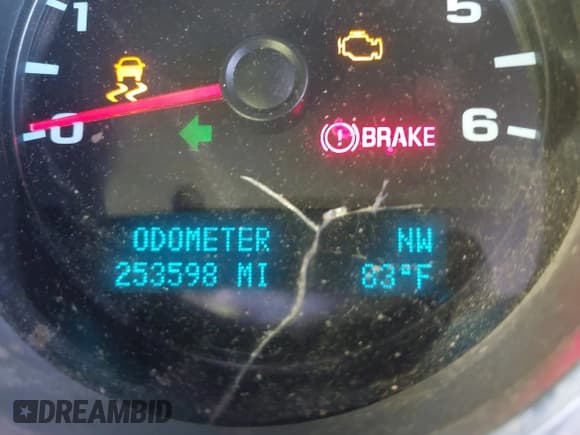 1
5
0
6
BRAKE
ODOMETER NW
253598 MI 83°F
DREAMBID